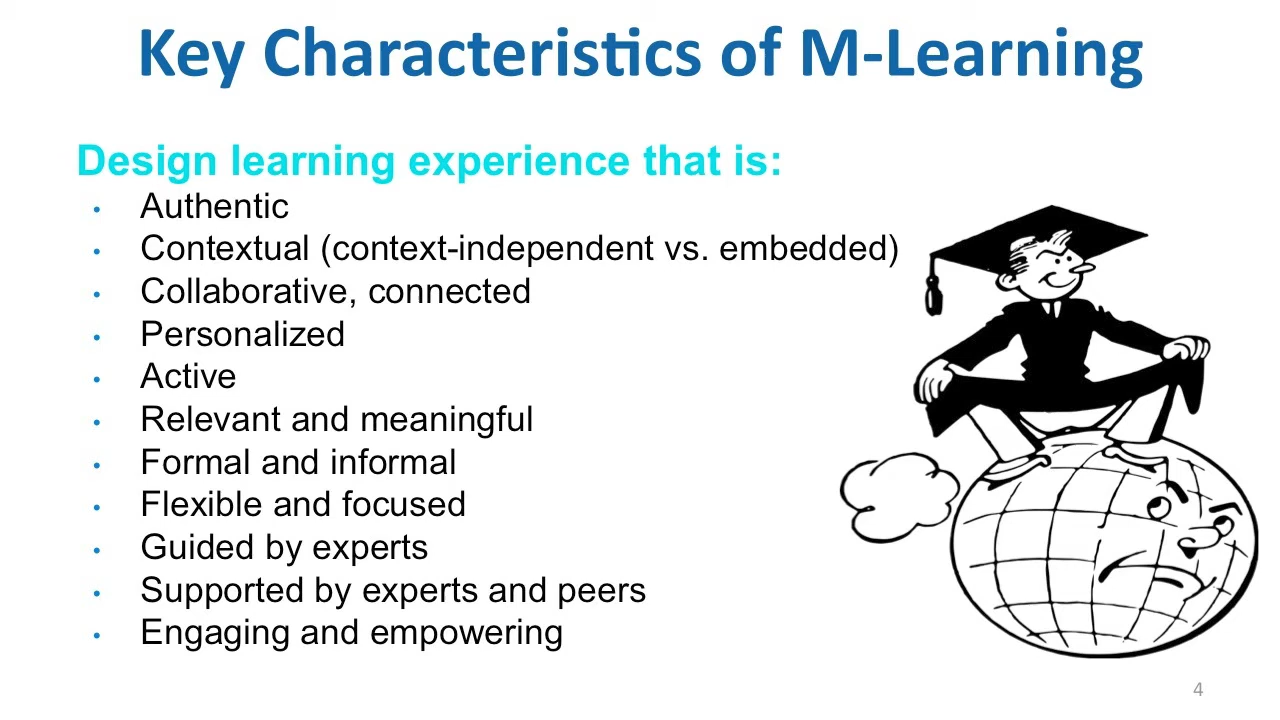 Key Characteristics of M-Learning
Design learning experience that is:
• Authentic
• Contextual (context-independent vs. embedded)
• Collaborative, connected
• Personalized
• Active
• Relevant and meaningful
• Formal and informal
• Flexible and focused
• Guided by experts
• Supported by experts and peers
• Engaging and empowering
4